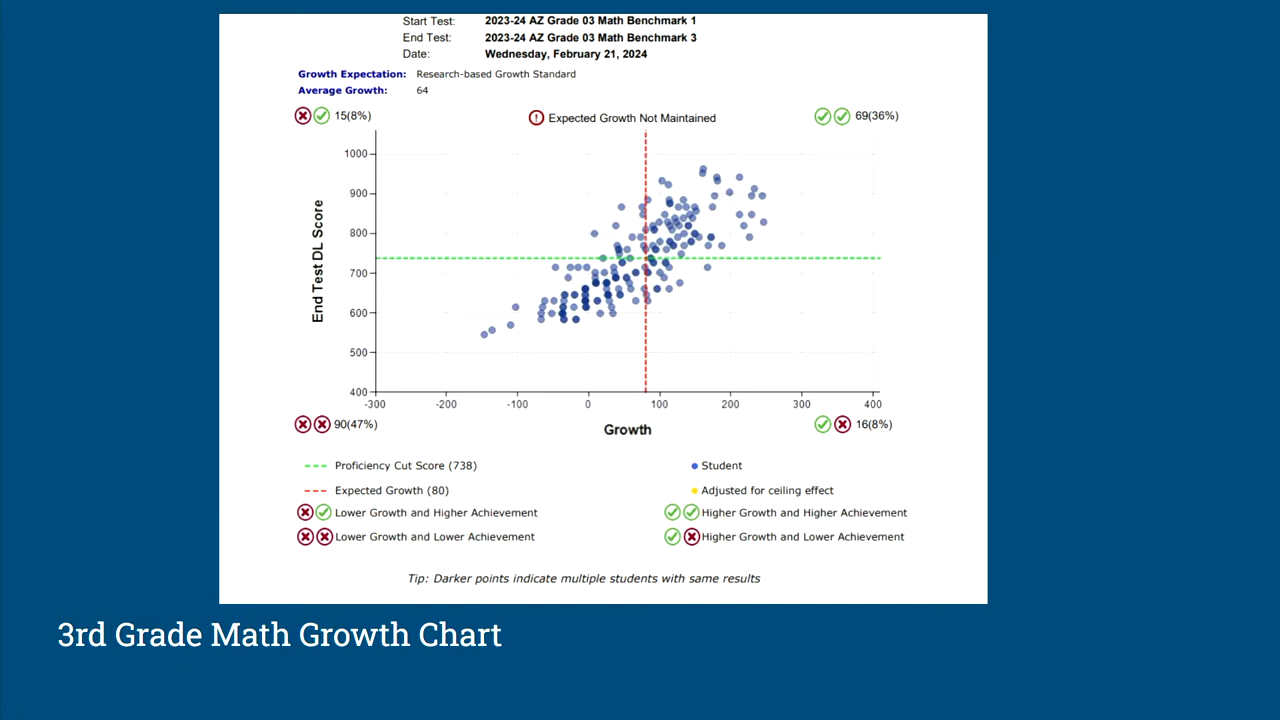 Start Test: 2023-24 AZ Grade 03 Math Benchmark 1
End Test: 2023-24 AZ Grade 03 Math Benchmark 3
Date: Wednesday, February 21, 2024
Growth Expectation: Research-based Growth Standard
Average Growth: 64
15(8%)
Expected Growth Not Maintained
69(36%)
End Test DL Score
1000
900
800
700
600
500
400
-300 -200 -100 0 100 200 300 400
90(47%)
Growth
16(8%)
Proficiency Cut Score (738)
Student
Expected Growth (80)
Adjusted for ceiling effect
Lower Growth and Higher Achievement
Higher Growth and Higher Achievement
Lower Growth and Lower Achievement
Higher Growth and Lower Achievement
Tip: Darker points indicate multiple students with same results
3rd Grade Math Growth Chart